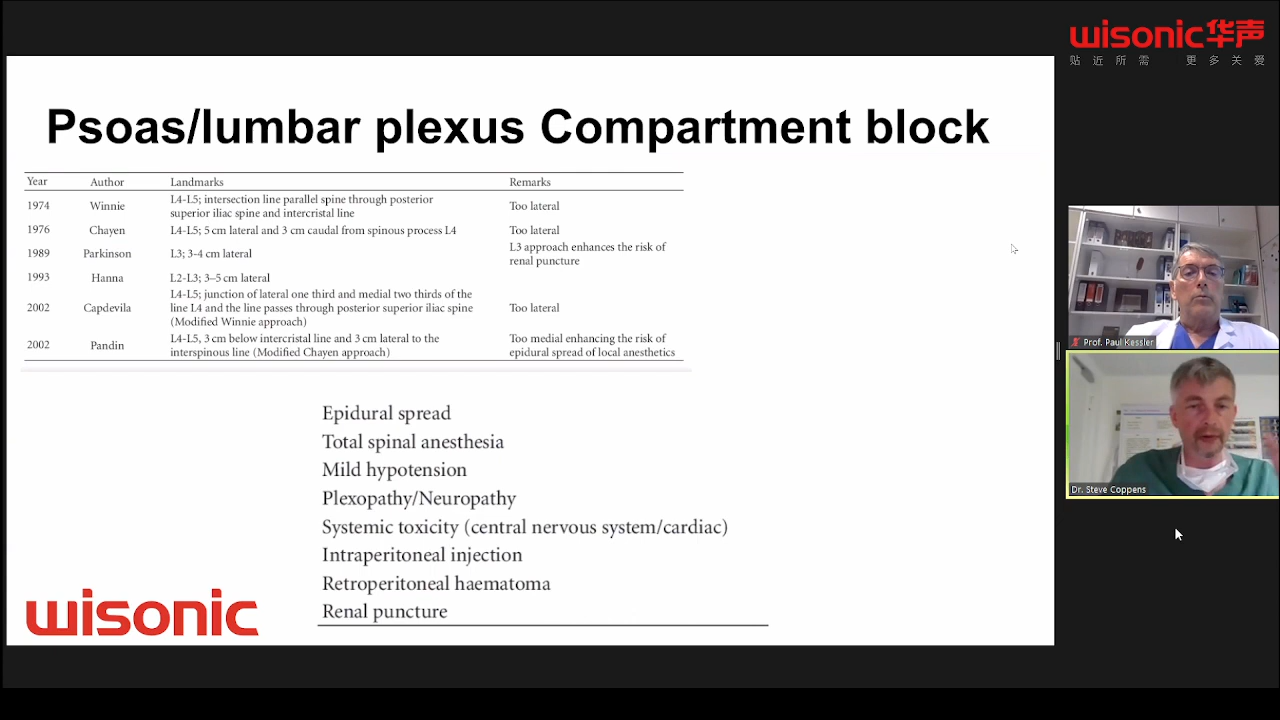 wisonic华声
贴近所需 更多关爱
Psoas/lumbar plexus Compartment block
Year Author Landmarks Remarks
1974 Winnie L4-L5; intersection line parallel spine through posterior
superior iliac spine and intercristal line Too lateral
1976 Chayen L4-L5; 5 cm lateral and 3 cm caudal from spinous process L4 Too lateral
1989 Parkinson L3; 3-4 cm lateral L3 approach enhances the risk of
renal puncture
1993 Hanna L2-L3; 3–5 cm lateral
L4-L5; junction of lateral one third and medial two thirds of the
2002 Capdevila line L4 and the line passes through posterior superior iliac spine Too lateral
(Modified Winnie approach)
2002 Pandin L4-L5, 3 cm below intercristal line and 3 cm lateral to the Too medial enhancing the risk of
interspinous line (Modified Chayen approach) epidural spread of local anesthetics
Epidural spread
Total spinal anesthesia
Mild hypotension
Plexopathy/Neuropathy
Systemic toxicity (central nervous system/cardiac)
Intraperitoneal injection
Retroperitoneal haematoma
Renal puncture
wisonic
Prof. Paul Kessler
Dr. Steve Coppens